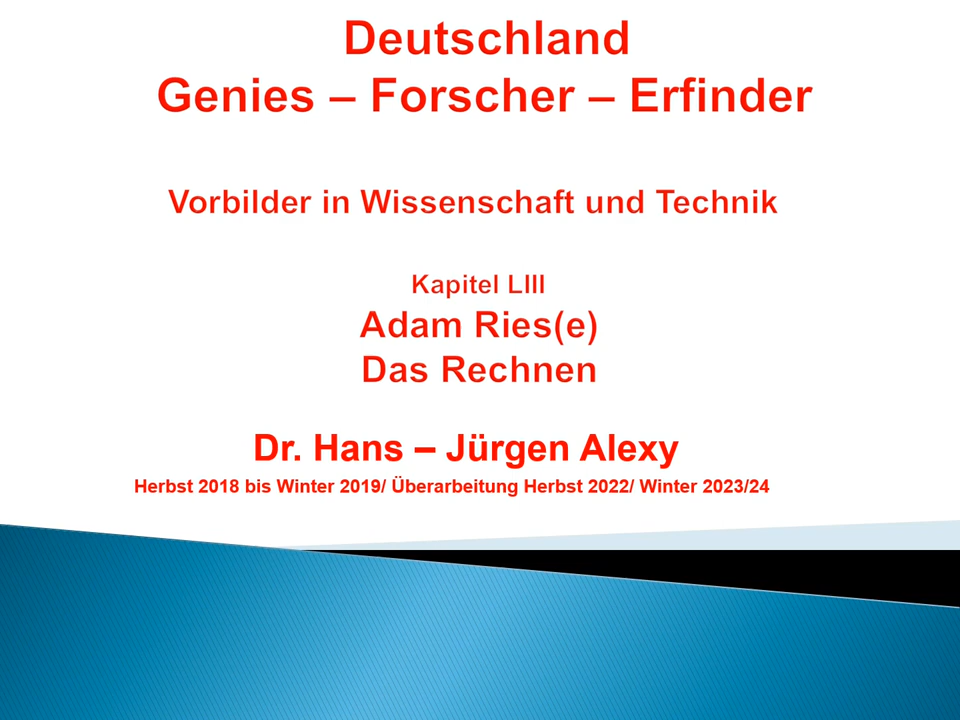 Deutschland
Genies – Forscher – Erfinder
Vorbilder in Wissenschaft und Technik
Kapitel LIII
Adam Ries(e)
Das Rechnen
Dr. Hans – Jürgen Alexy
Herbst 2018 bis Winter 2019/ Überarbeitung Herbst 2022/ Winter 2023/24